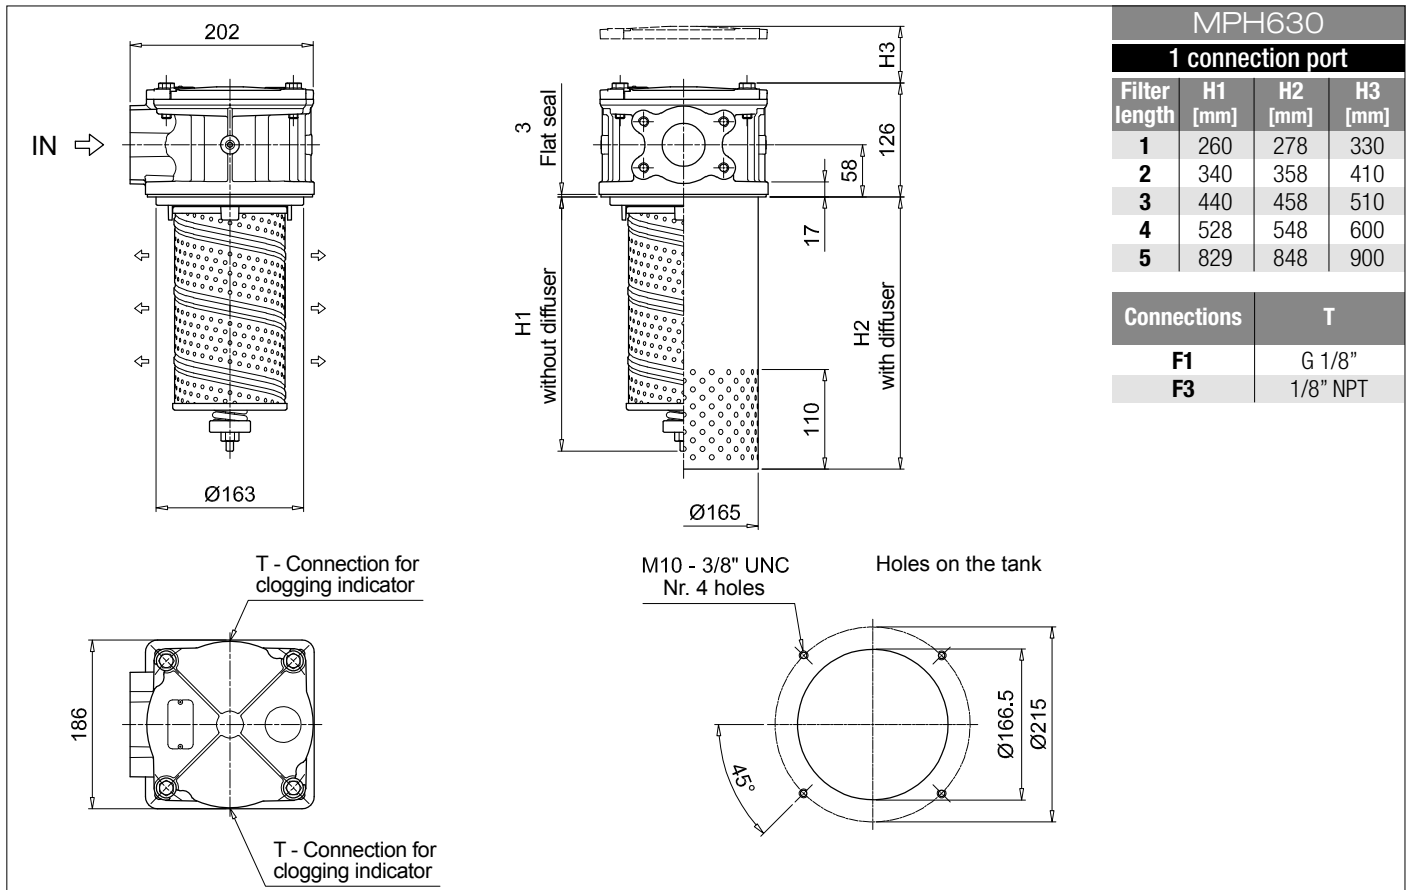 202
IN
Ø163
H3
126
58
17
3
Flat seal
H1
without diffuser
H2
with diffuser
110
Ø165
MPH630
1 connection port
Filter length H1 [mm] H2 [mm] H3 [mm]
1 260 278 330
2 340 358 410
3 440 458 510
4 528 548 600
5 829 848 900
Connections T
F1 G 1/8”
F3 1/8” NPT
T - Connection for
clogging indicator
186
T - Connection for
clogging indicator
M10 - 3/8" UNC
Nr. 4 holes
Holes on the tank
45°
Ø166.5
Ø215